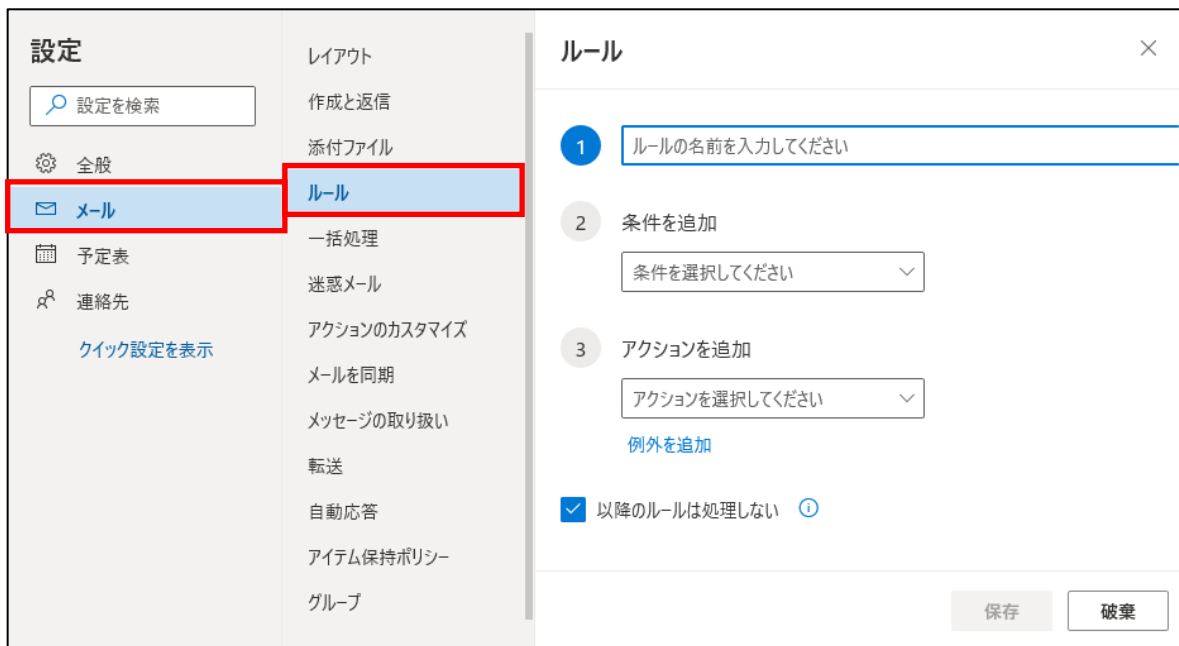 設定
設定を検索
全般
メール
予定表
連絡先
クイック設定を表示
レイアウト
作成と返信
添付ファイル
ルール
一括処理
迷惑メール
アクションのカスタマイズ
メールを同期
メッセージの取り扱い
転送
自動応答
アイテム保持ポリシー
グループ
ルール
1 ルールの名前を入力してください
2 条件を追加
条件を選択してください
3 アクションを追加
アクションを選択してください
例外を追加
以降のルールは処理しない
保存 破棄